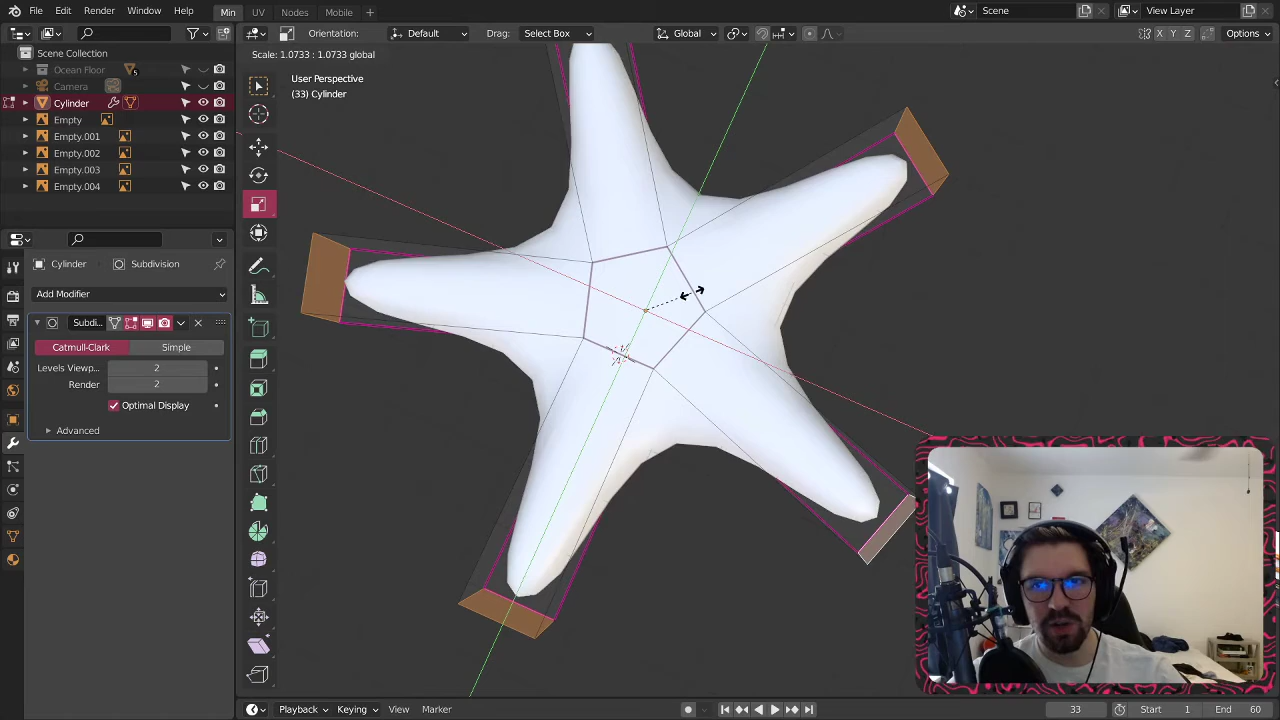 File Edit Render Window Help Min UV Nodes Mobile Scene View Layer
Orientation: Default Drag: Select Box Global X Y Z Options
Scale: 1.0733 : 1.0733 global
Scene Collection
Ocean Floor 5
Camera
Cylinder
Empty
Empty.001
Empty.002
Empty.003
Empty.004
User Perspective
(33) Cylinder
Cylinder Subdivision
Add Modifier
Subdi...
Catmull-Clark Simple
Levels Viewp... 2
Render 2
Optimal Display
Advanced
Playback Keying View Marker 33 Start 1 End 60